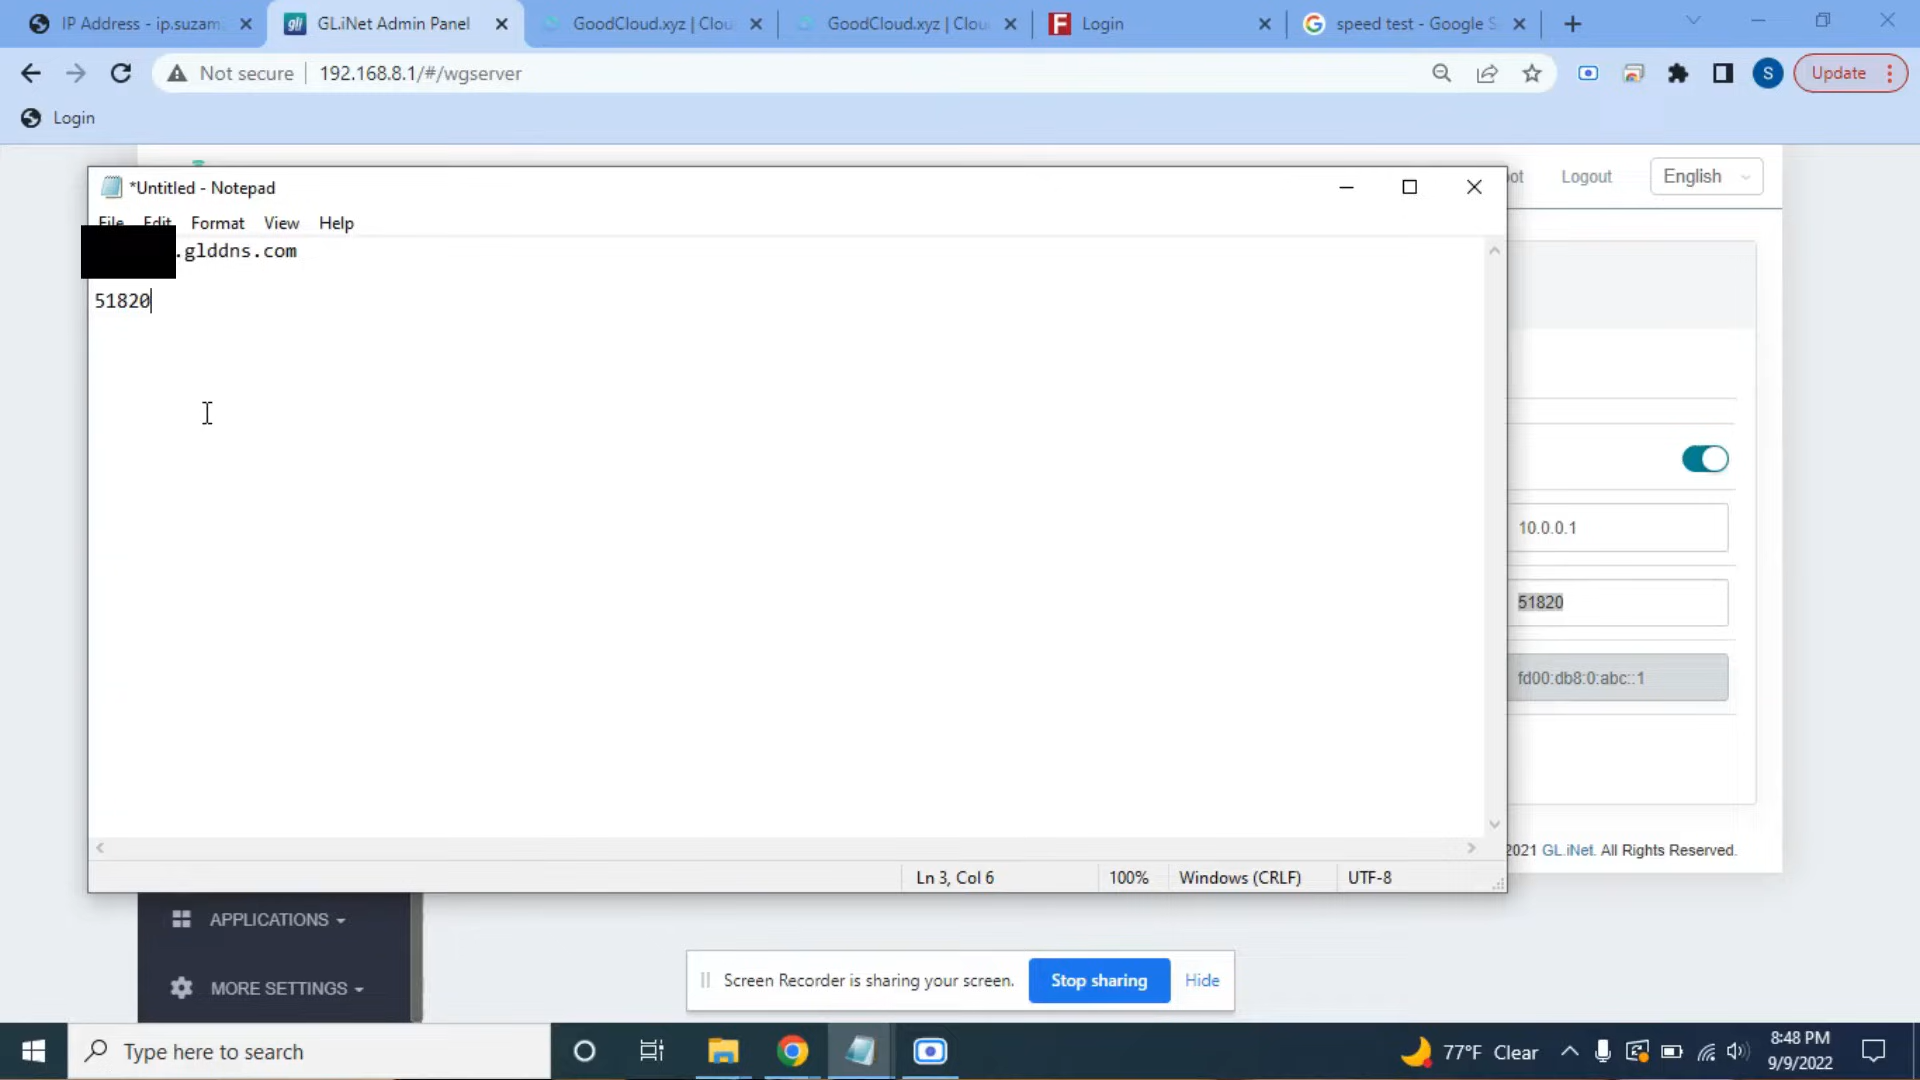 IP Address - ip.suzam
GL.iNet Admin Panel
GoodCloud.xyz | Clou
GoodCloud.xyz | Clou
Login
speed test - Google S
Not secure
192.168.8.1/#/wgserver
S
Update
Login
*Untitled - Notepad
File Edit Format View Help
.glddns.com
51820
Logout
English
10.0.0.1
51820
fd00:db8:0:abc::1
2021 GL.iNet. All Rights Reserved.
Ln 3, Col 6
100%
Windows (CRLF)
UTF-8
APPLICATIONS
MORE SETTINGS
Screen Recorder is sharing your screen.
Stop sharing
Hide
Type here to search
77°F Clear
8:48 PM
9/9/2022